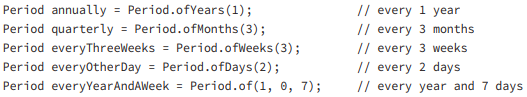 Period annually = Period.ofYears(1); // every 1 year
Period quarterly = Period.ofMonths(3); // every 3 months
Period everyThreeWeeks = Period.ofWeeks(3); // every 3 weeks
Period everyOtherDay = Period.ofDays(2); // every 2 days
Period everyYearAndAWeek = Period.of(1, 0, 7); // every year and 7 days